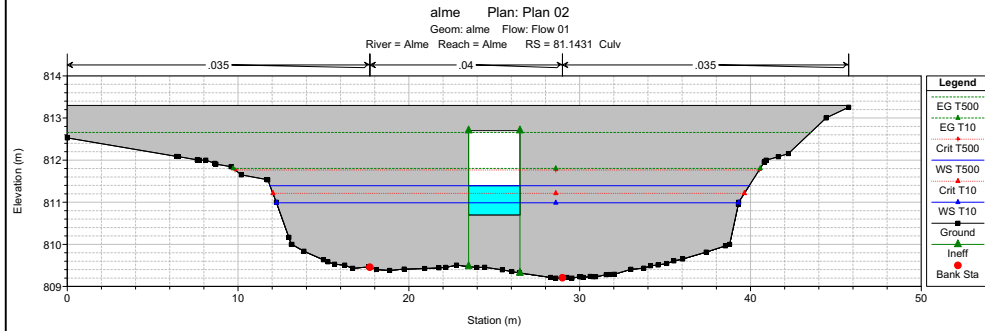 alme Plan: Plan 02
Geom: alme Flow: Flow 01
River = Alme Reach = Alme RS = 81.1431 Culv
.035 .04 .035
814
813
812
811
810
809
Elevation (m)
0 10 20 30 40 50
Station (m)
Legend
EG T500
EG T10
Crit T500
WS T500
Crit T10
WS T10
Ground
Ineff
Bank Sta